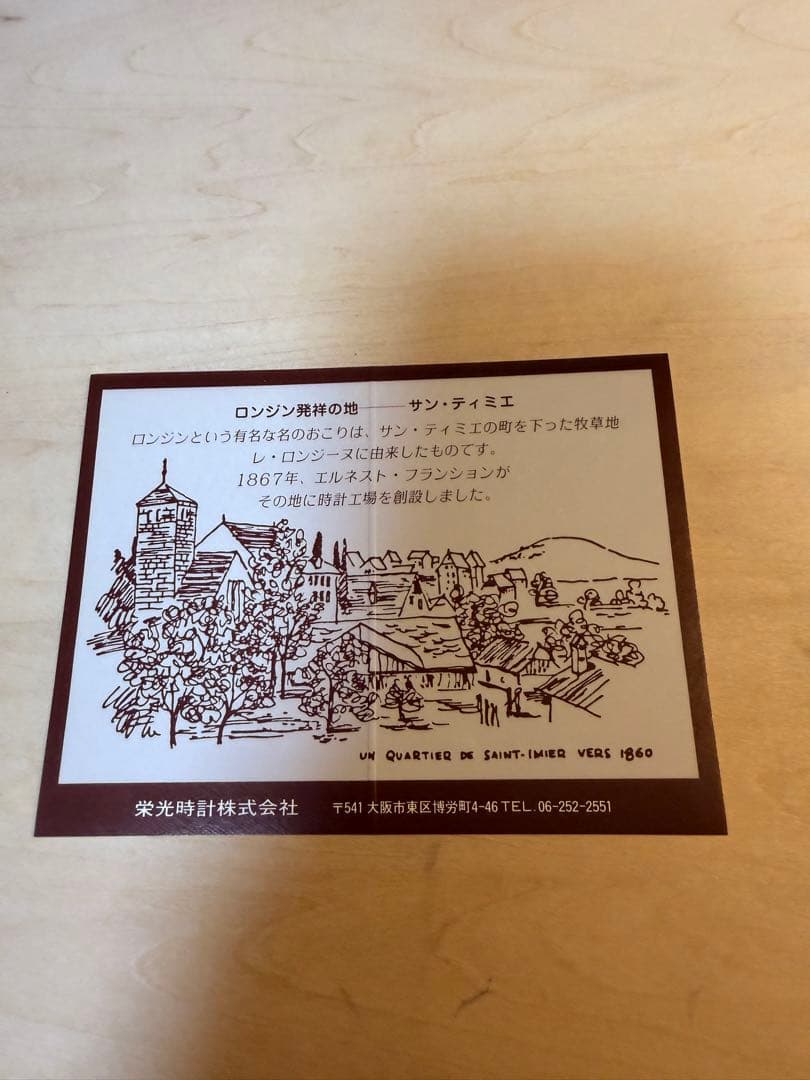 ロンジン発祥の地――サン・ティミエ
ロンジンという有名な名のおこりは、サン・ティミエの町を下った牧草地
レ・ロンジーヌに由来したものです。
1867年、エルネスト・フランションが
その地に時計工場を創設しました。
UN QUARTIER DE SAINT-IMIER VERS 1860
栄光時計株式会社 〒541 大阪市東区博労町4-46 TEL. 06-252-2551